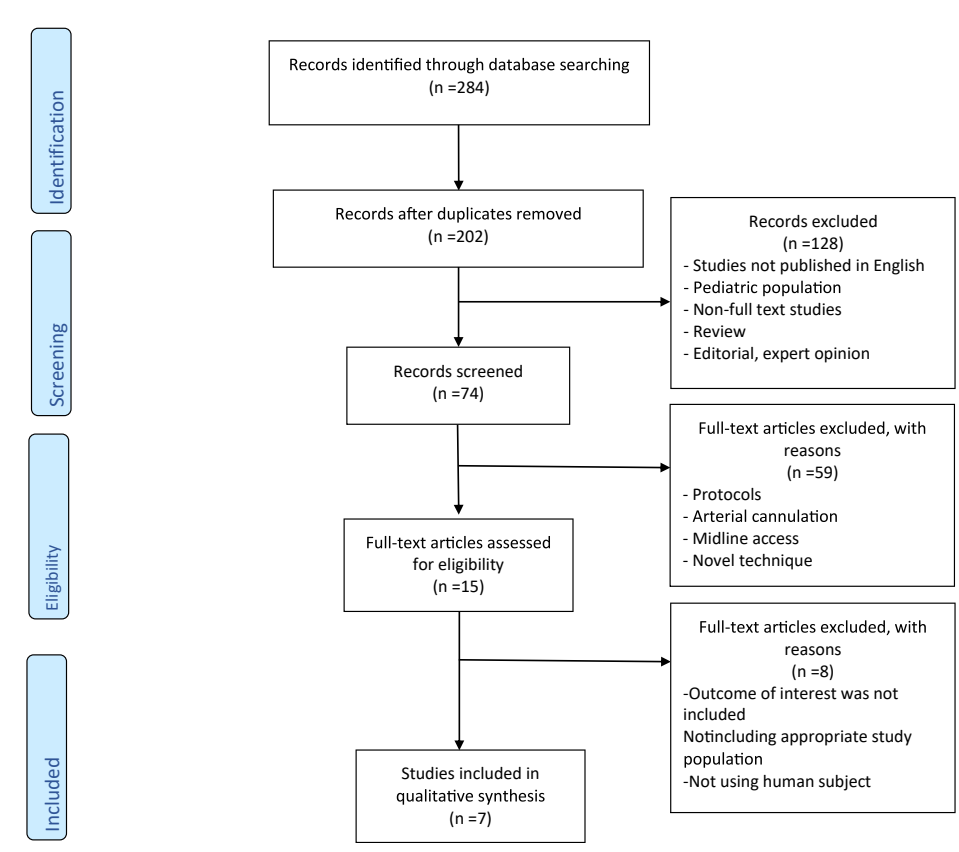 Identification
Records identified through database searching
(n =284)
Records after duplicates removed
(n =202)
Records excluded
(n =128)
- Studies not published in English
- Pediatric population
- Non-full text studies
- Review
- Editorial, expert opinion
Screening
Records screened
(n =74)
Full-text articles excluded, with
reasons
(n =59)
- Protocols
- Arterial cannulation
- Midline access
- Novel technique
Eligibility
Full-text articles assessed
for eligibility
(n =15)
Full-text articles excluded, with
reasons
(n =8)
-Outcome of interest was not
included
Notincluding appropriate study
population
-Not using human subject
Included
Studies included in
qualitative synthesis
(n =7)